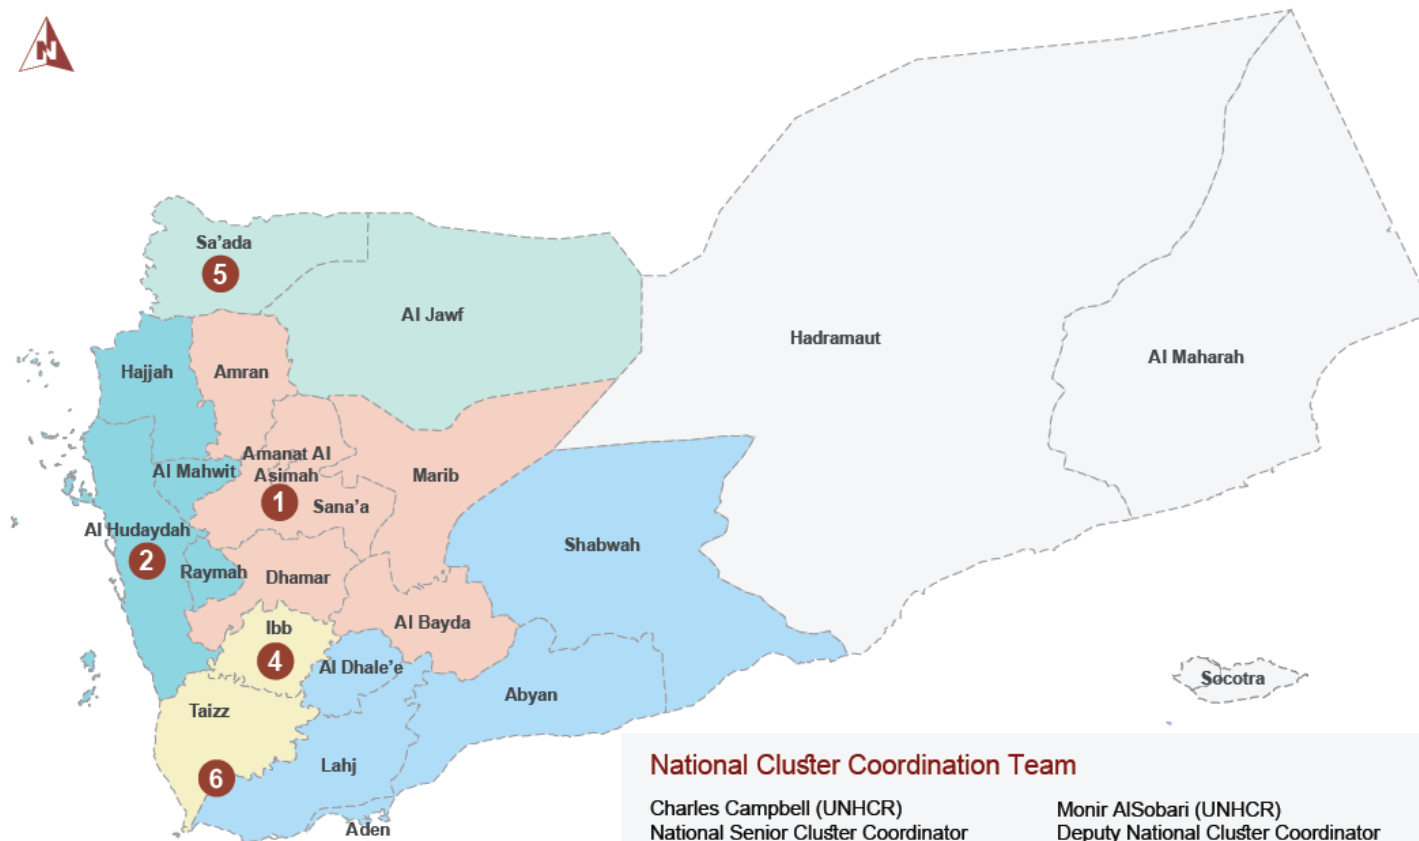 N
Sa’ada
5
Al Jawf
Hadramaut
Al Maharah
Hajjah
Amran
Amanat Al
Asimah
Al Mahwit
Marib
1
Sana’a
Al Hudaydah
2
Shabwah
Raymah
Dhamar
Ibb
Al Bayda
4
Al Dhale’e
Abyan
Socotra
Taizz
6
Lahj
Aden
National Cluster Coordination Team
Charles Campbell (UNHCR)
National Senior Cluster Coordinator
Monir AlSobari (UNHCR)
Deputy National Cluster Coordinator